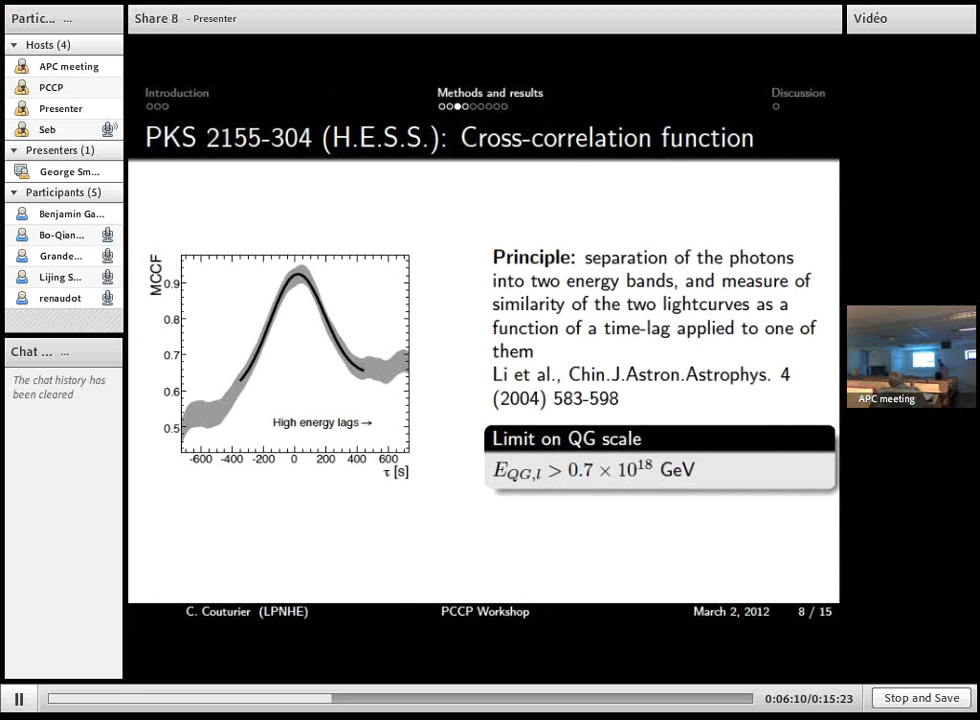 Partic... ...
Share 8 - Presenter
Vidéo
Hosts (4)
APC meeting
PCCP
Presenter
Seb
Presenters (1)
George Sm...
Participants (5)
Benjamin Ga...
Bo-Qian...
Grande...
Lijing S...
renaudot
Chat ... ...
The chat history has
been cleared
Introduction
Methods and results
Discussion
PKS 2155-304 (H.E.S.S.): Cross-correlation function
MCCF
0.9
0.8
0.7
0.6
0.5
High energy lags→
-600 -400 -200 0 200 400 600
τ [s]
Principle: separation of the photons
into two energy bands, and measure of
similarity of the two lightcurves as a
function of a time-lag applied to one of
them
Li et al., Chin.J.Astron.Astrophys. 4
(2004) 583-598
Limit on QG scale
E_{QG,l} > 0.7 × 10^{18} GeV
C. Couturier (LPNHE)
PCCP Workshop
March 2, 2012
8 / 15
APC meeting
0:06:10/0:15:23
Stop and Save